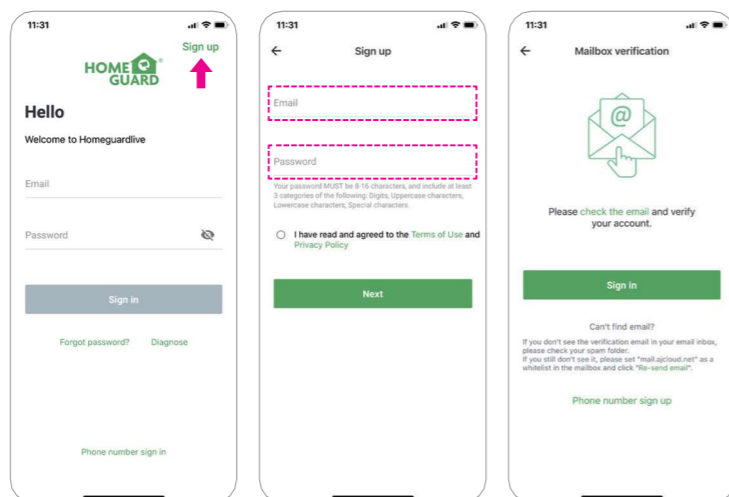 11:31
Sign up
HOME
GUARD
®
Hello
Welcome to Homeguardlive
Email
Password
Sign in
Forgot password? Diagnose
Phone number sign in
11:31
Sign up
Email
Password
Your password MUST be 8-16 characters, and include at least
3 categories of the following: Digits, Uppercase characters,
Lowercase characters, Special characters.
I have read and agreed to the Terms of Use and
Privacy Policy
Next
11:31
Mailbox verification
@
Please check the email and verify
your account.
Sign in
Can't find email?
If you don't see the verification email in your email inbox,
please check your spam folder.
If you still don't see it, please set "mail.ajcloud.net" as a
whitelist in the mailbox and click "Re-send email".
Phone number sign up